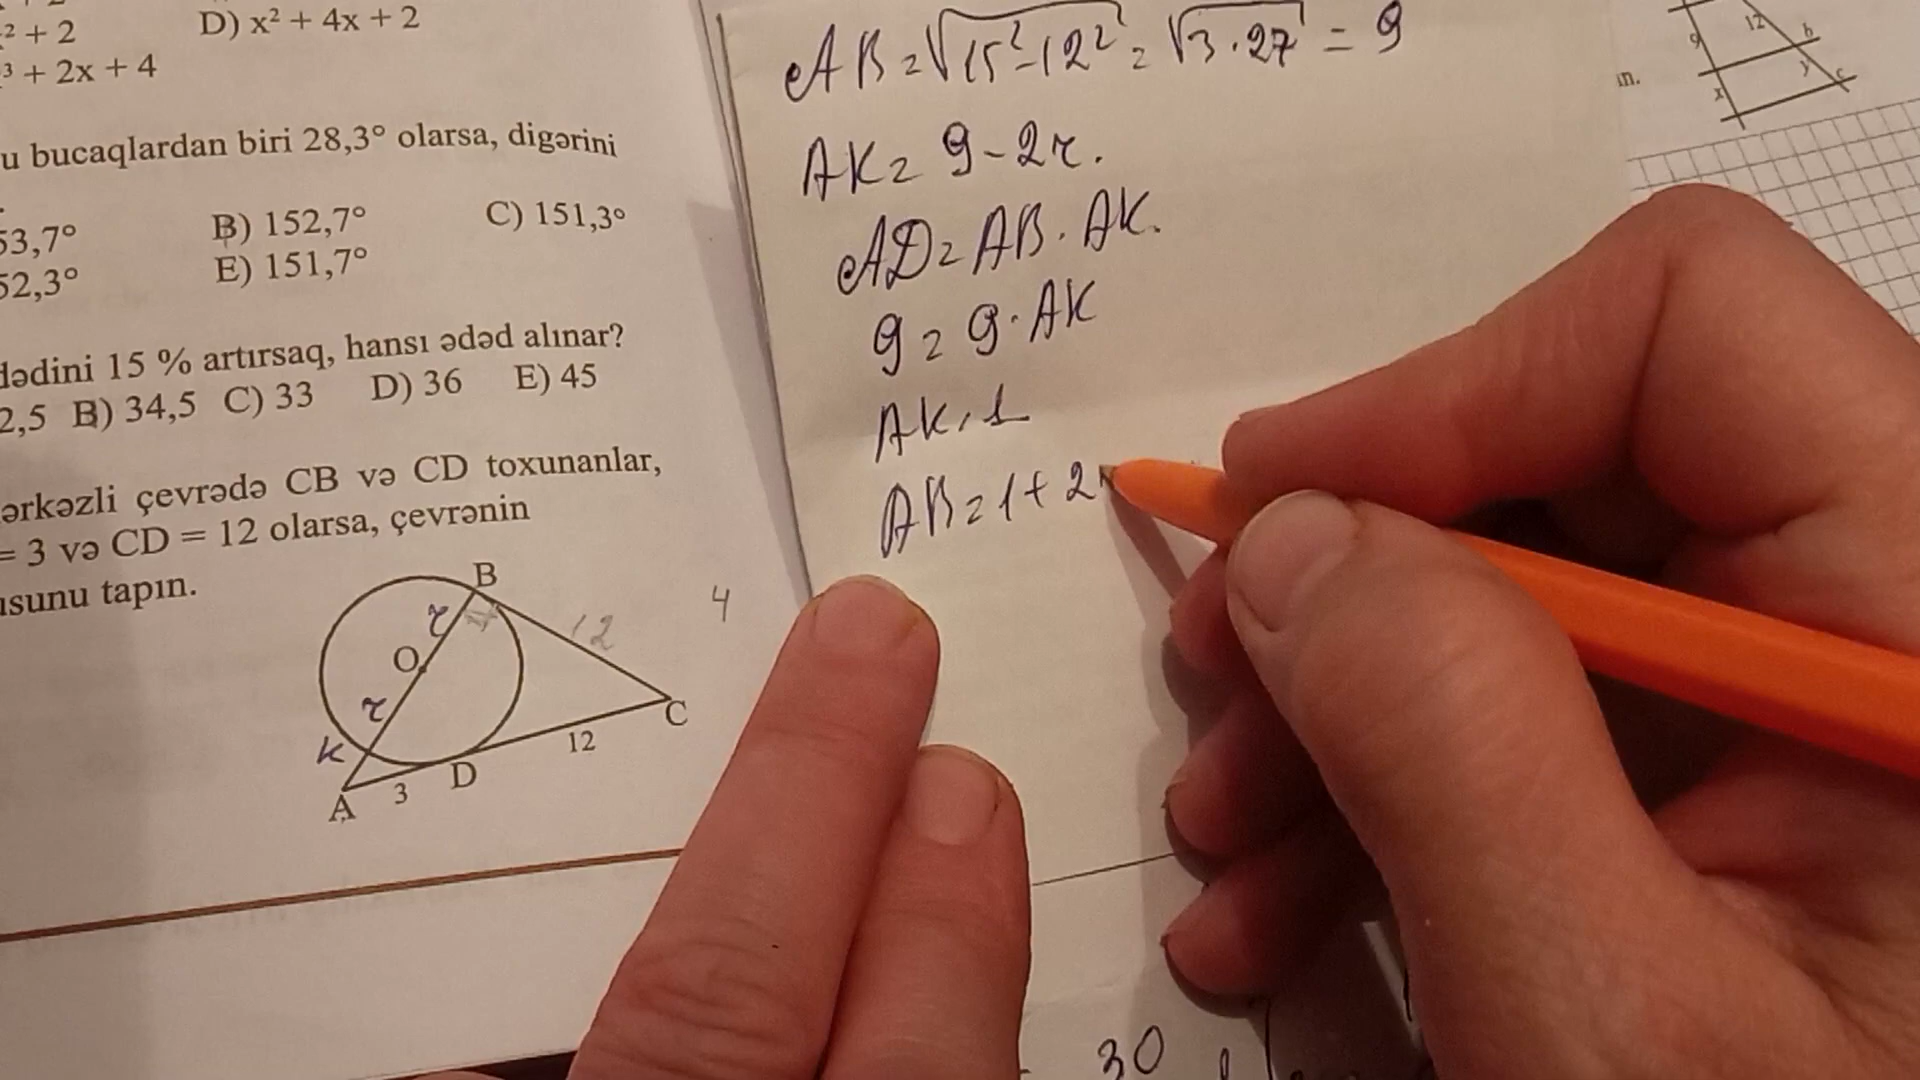 ² + 2
D) x² + 4x + 2
³ + 2x + 4
u bucaqlardan biri 28,3° olarsa, digərini
53,7°
B) 152,7°
C) 151,3°
52,3°
E) 151,7°
dədini 15 % artırsaq, hansı ədəd alınar?
2,5 B) 34,5 C) 33 D) 36 E) 45
ərkəzli çevrədə CB və CD toxunanlar,
= 3 və CD = 12 olarsa, çevrənin
usunu tapın.
B
r
12
4
O
r
C
K
12
D
A
3
AB = √15² - 12² = √3 · 27 = 9
AK = 9 - 2r.
AD = AB · AK.
9 = 9 · AK
AK = 1
AB = 1 + 2r
9
12
b
n.
x
y
c
30